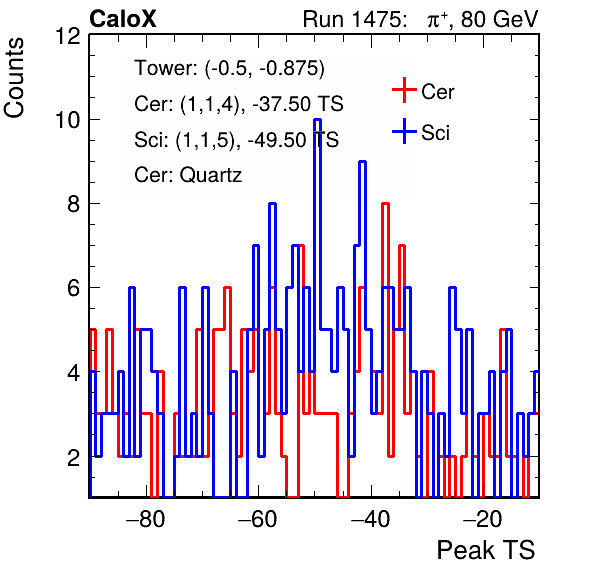 CaloX Run 1475: π+, 80 GeV
Counts
12
10
8
6
4
2
Tower: (-0.5, -0.875)
Cer: (1,1,4), -37.50 TS
Sci: (1,1,5), -49.50 TS
Cer: Quartz
Cer
Sci
−80 −60 −40 −20
Peak TS